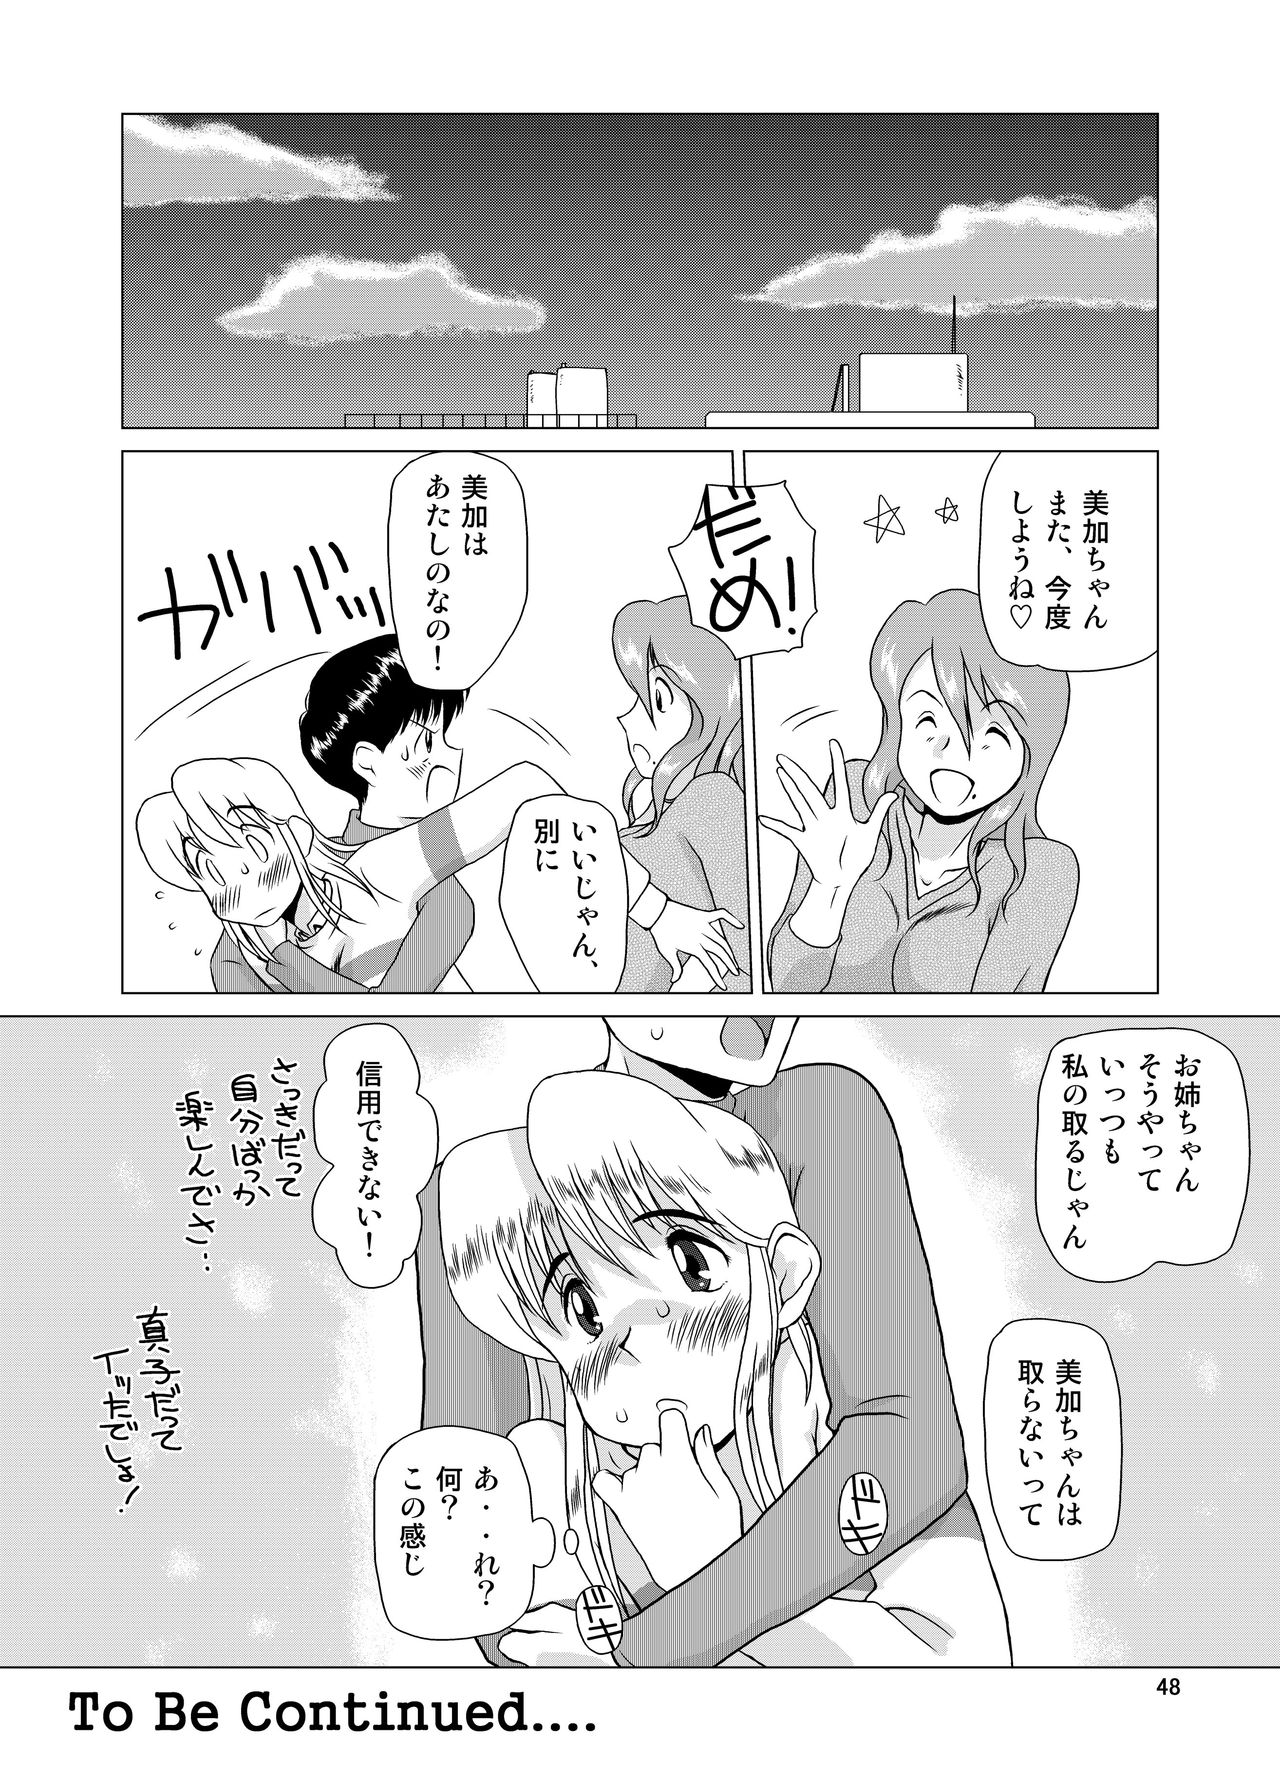 美加ちゃん
また、今度
しようね♡
だめ!
美加は
あたしのなの!
ガバッ
いいじゃん、
別に
お姉ちゃん
そうやって
いっつも
私の取るじゃん
美加ちゃんは
取らないって
信用できない!
さっきだって
自分ばっか
楽しんでさ…
真子だって
イッたでしょ!
ドキ
ドキ
あ・・れ?
何?
この感じ
48
To Be Continued....